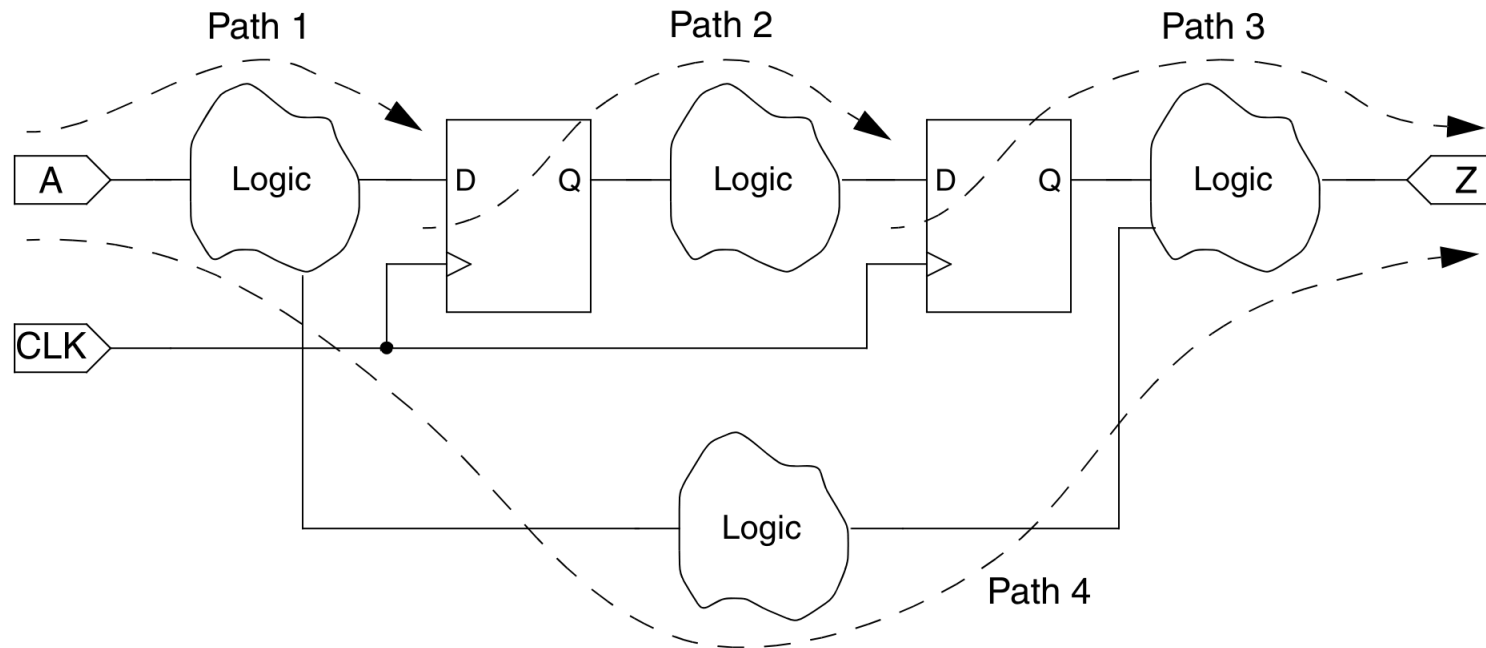 Path 1
Path 2
Path 3
A
Logic
D
Q
Logic
D
Q
Logic
Z
CLK
Logic
Path 4